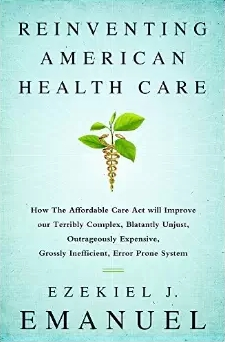 REINVENTING
AMERICAN
HEALTH CARE
How The Affordable Care Act will Improve
our Terribly Complex, Blatantly Unjust,
Outrageously Expensive,
Grossly Inefficient, Error Prone System
EZEKIEL J.
EMANUEL